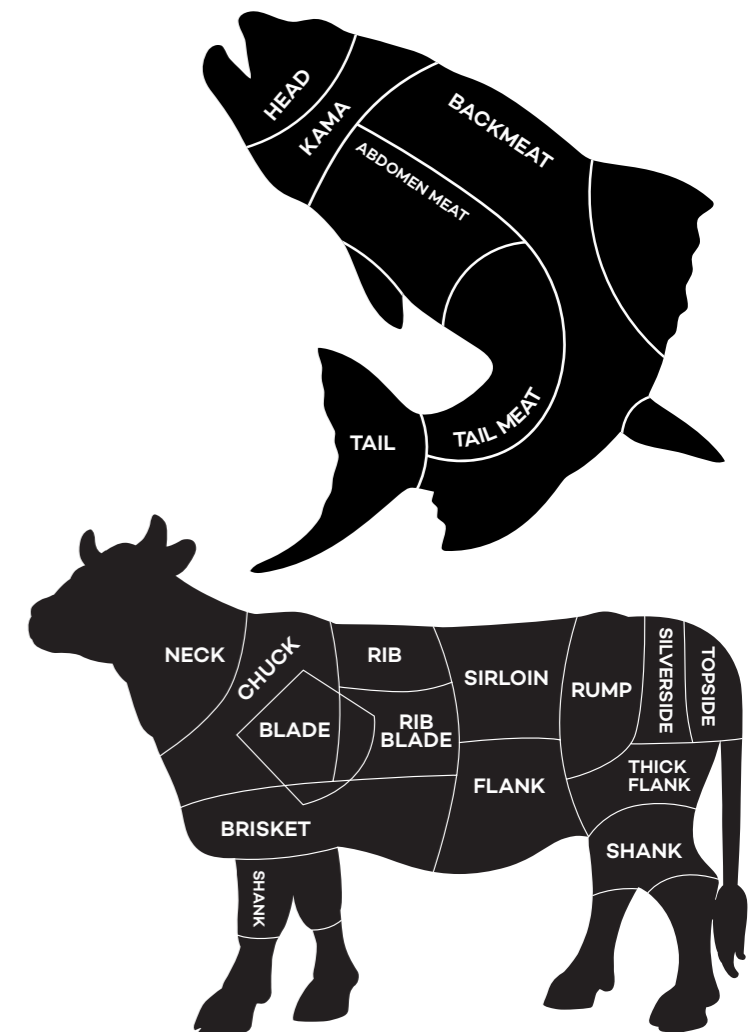 HEAD
KAMA
BACKMEAT
ABDOMEN MEAT
TAIL MEAT
TAIL
NECK
CHUCK
RIB
SIRLOIN
RUMP
SILVERSIDE
TOPSIDE
BLADE
RIB
BLADE
FLANK
THICK
FLANK
BRISKET
SHANK
SHANK